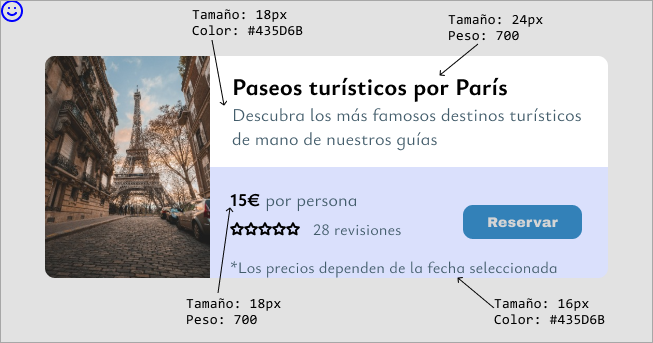 Tamaño: 18px
Color: #435D6B
Tamaño: 24px
Peso: 700
Paseos turísticos por París
Descubra los más famosos destinos turísticos
de mano de nuestros guías
15€ por persona
28 revisiones
Reservar
*Los precios dependen de la fecha seleccionada
Tamaño: 18px
Peso: 700
Tamaño: 16px
Color: #435D6B